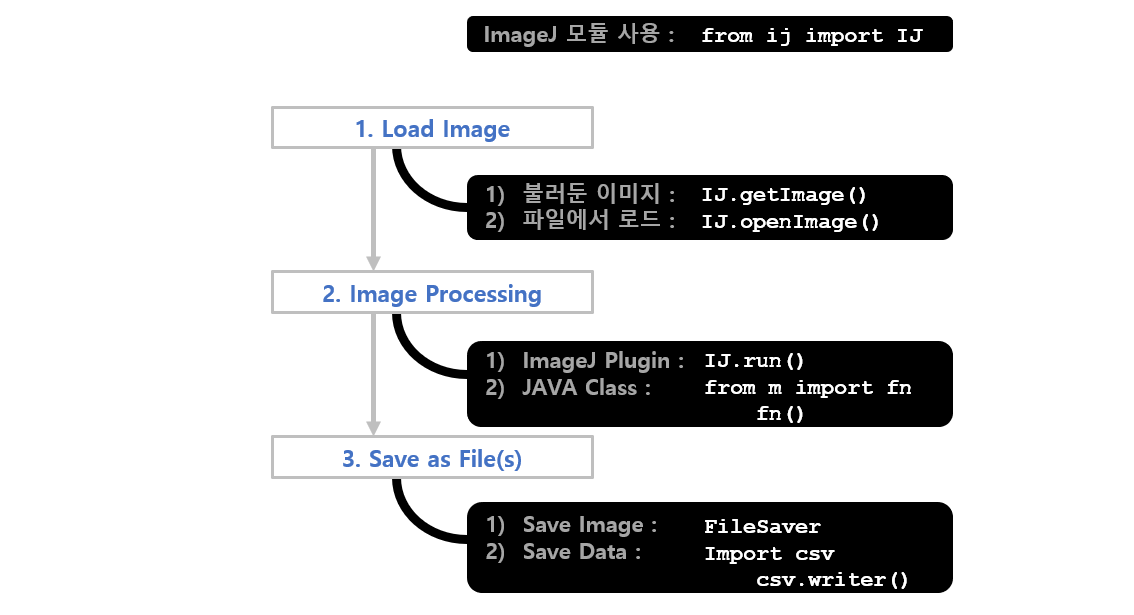 ImageJ 모듈 사용 : from ij import IJ
1. Load Image
1) 불러둔 이미지 : IJ.getImage()
2) 파일에서 로드 : IJ.openImage()
2. Image Processing
1) ImageJ Plugin : IJ.run()
2) JAVA Class : from m import fn
fn()
3. Save as File(s)
1) Save Image : FileSaver
2) Save Data : Import csv
csv.writer()